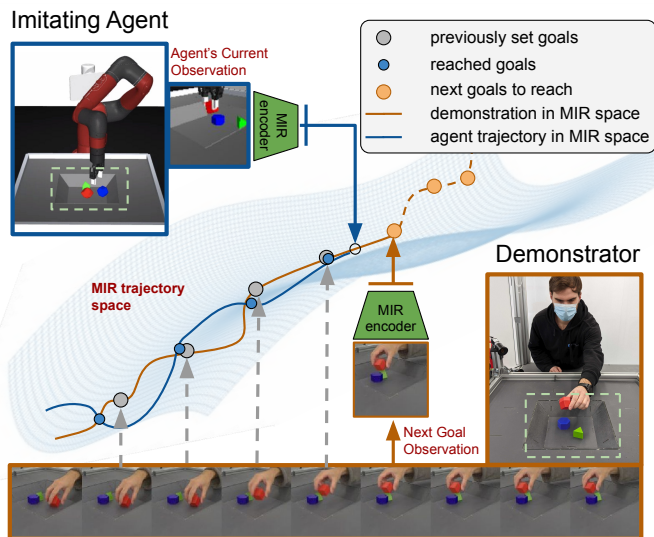 Imitating Agent
Agent's Current
Observation
MIR
encoder
previously set goals
reached goals
next goals to reach
demonstration in MIR space
agent trajectory in MIR space
MIR trajectory
space
Demonstrator
MIR
encoder
Next Goal
Observation